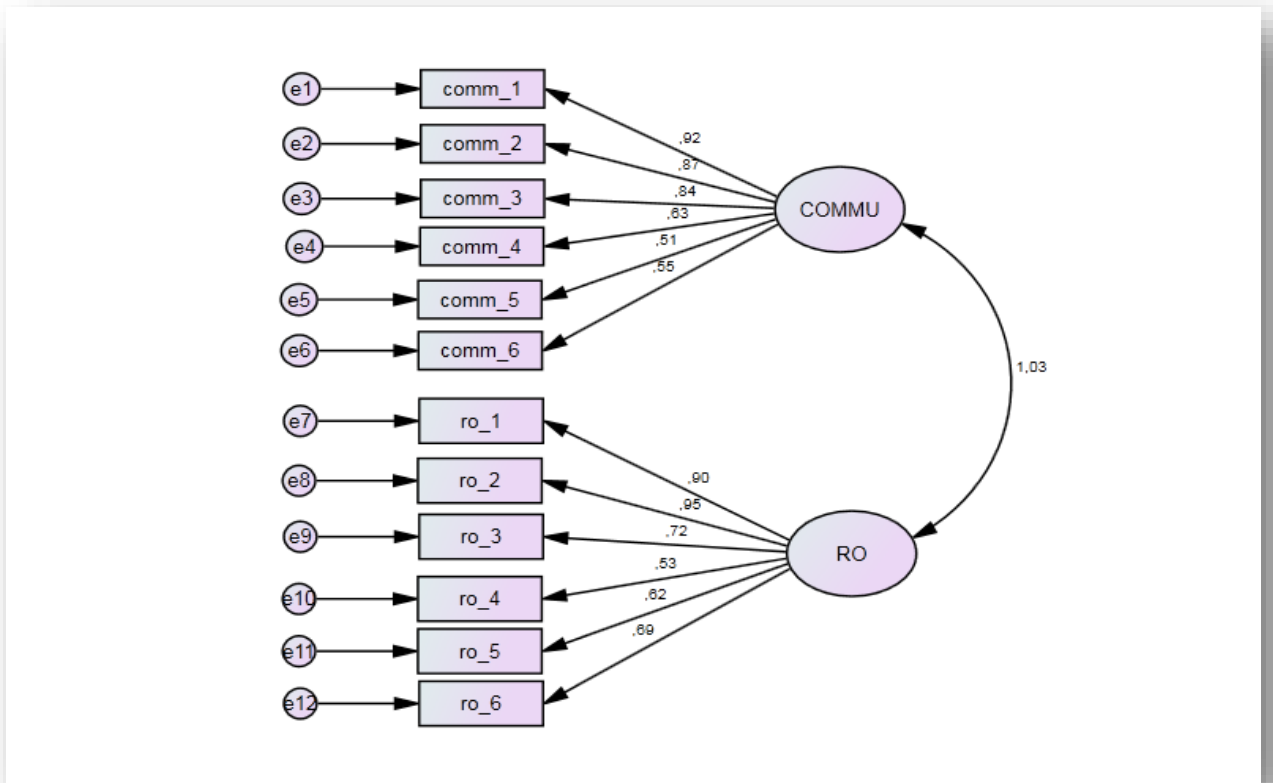 e1
comm_1
,92
e2
comm_2
,87
e3
comm_3
,84
COMMU
e4
comm_4
,63
e5
comm_5
,51
e6
comm_6
,55
1,03
e7
ro_1
,90
e8
ro_2
,95
e9
ro_3
,72
RO
e10
ro_4
,53
e11
ro_5
,62
e12
ro_6
,69